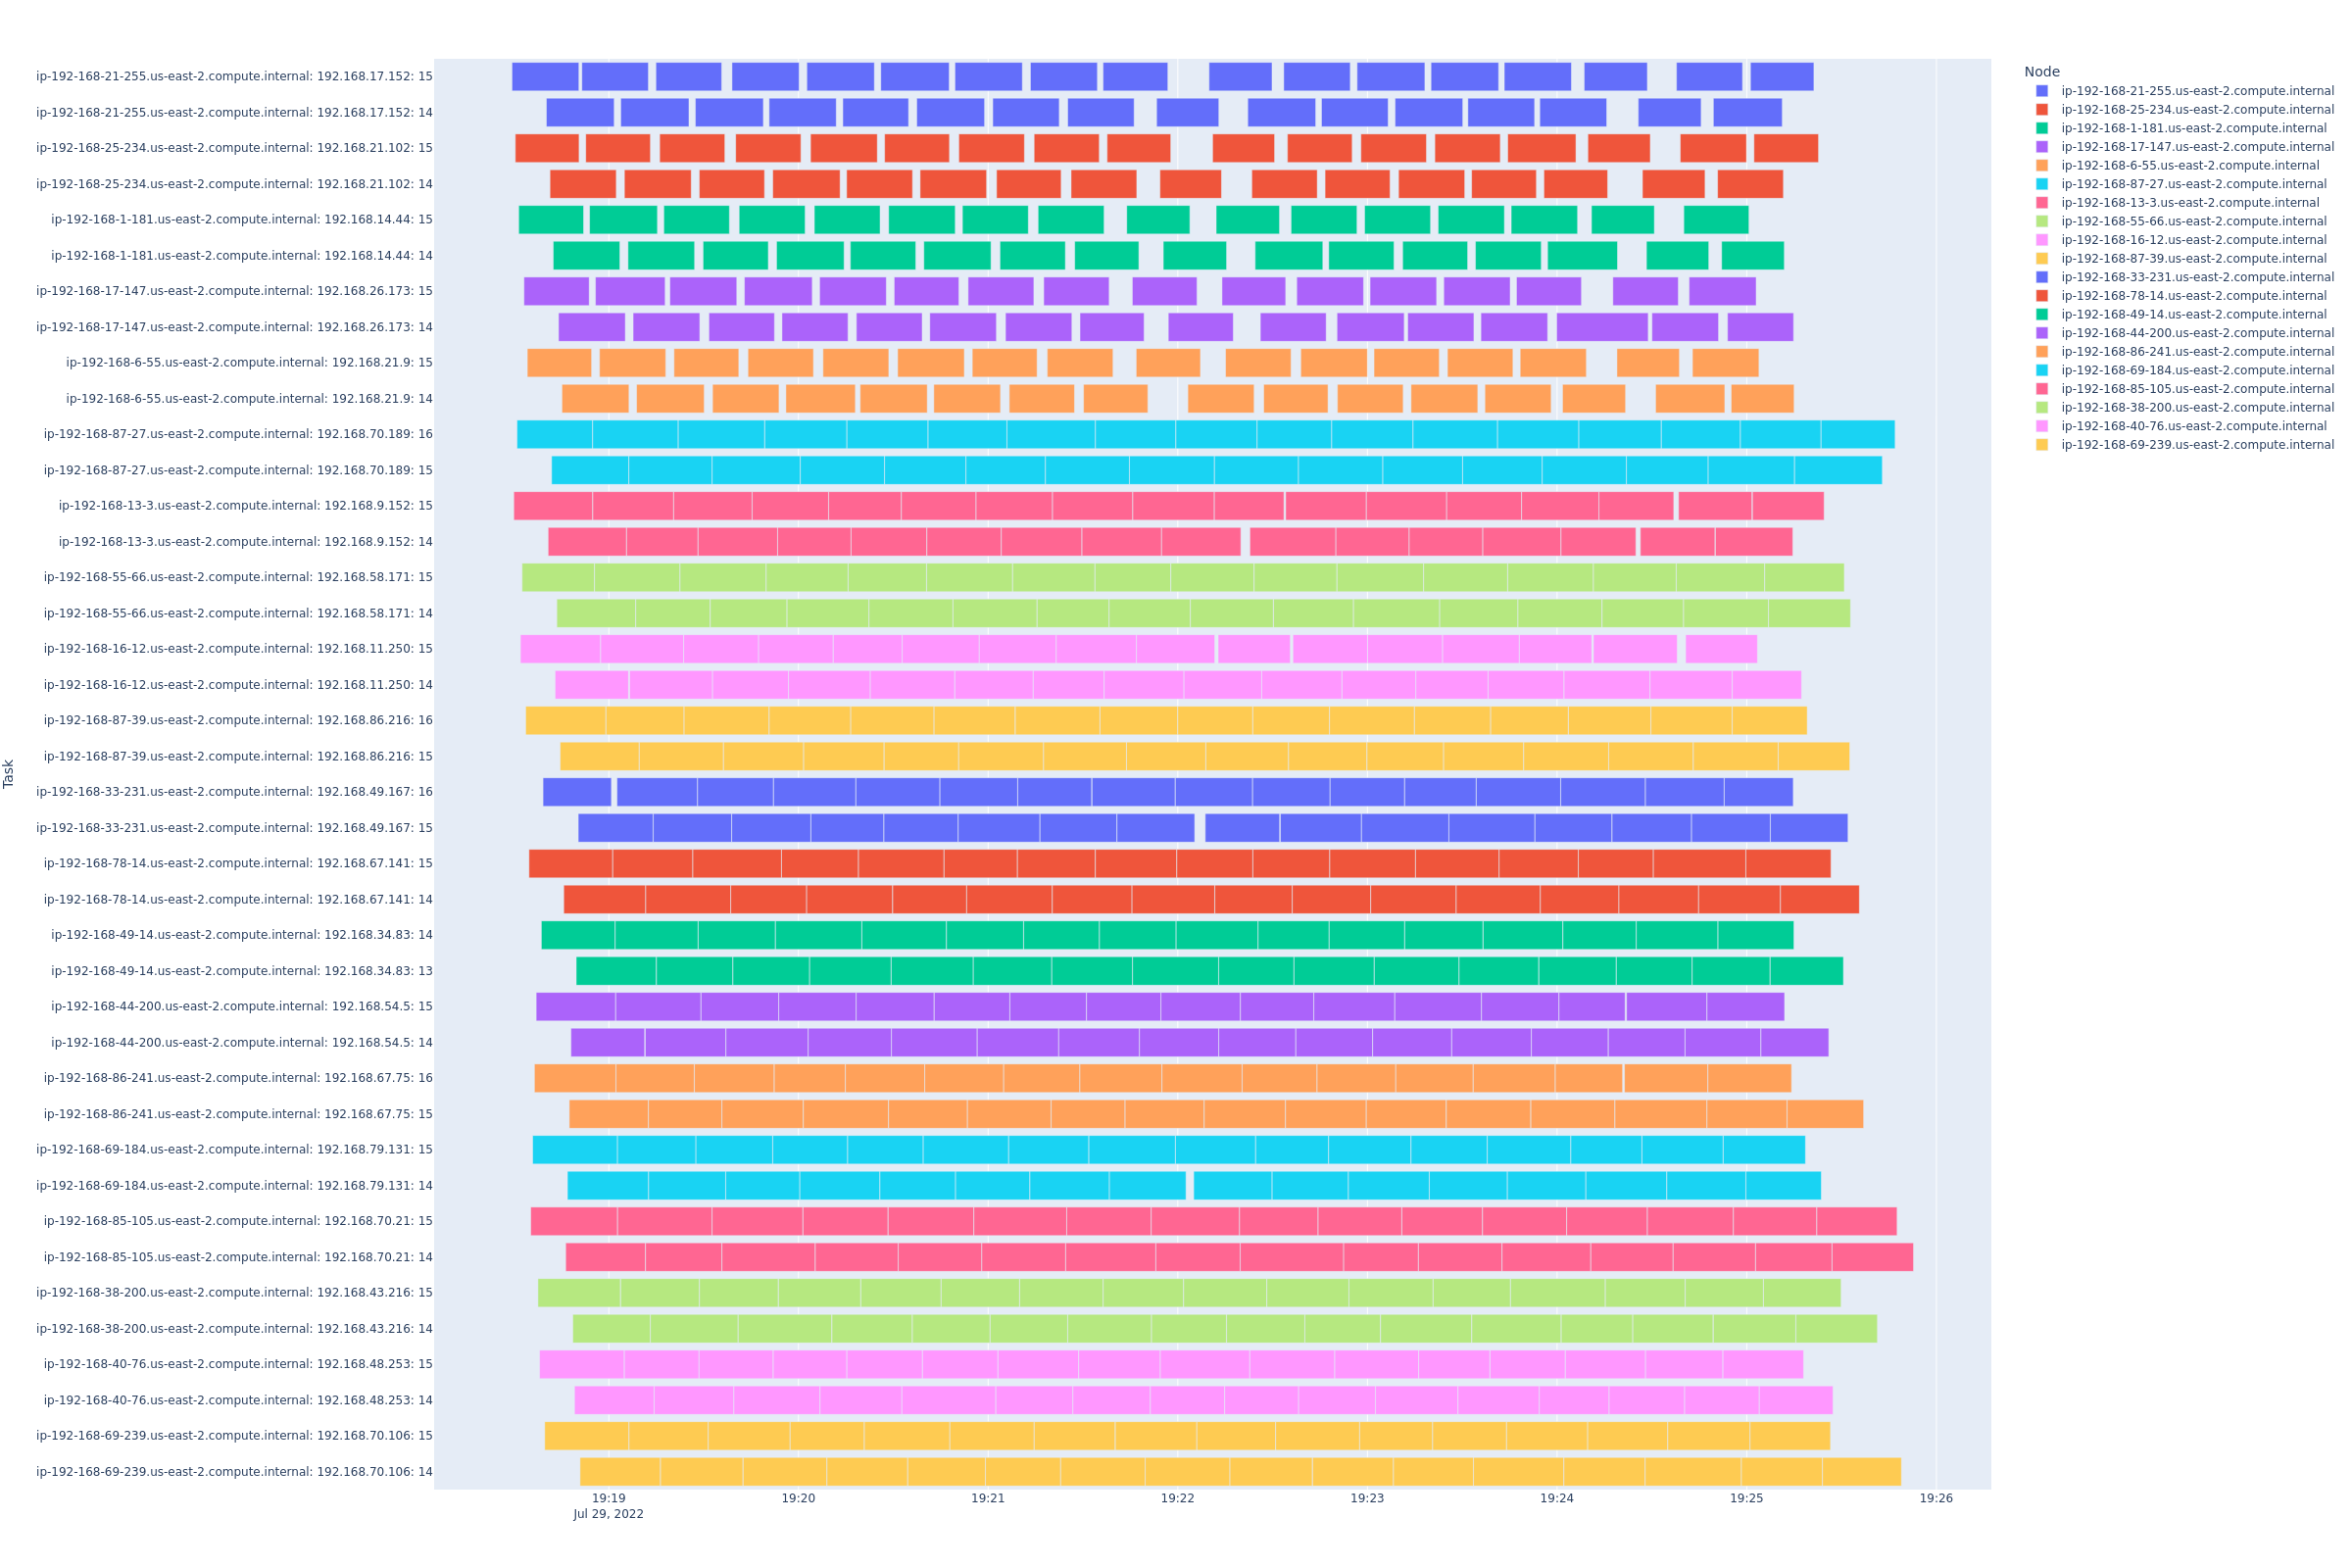 ip-192-168-21-255.us-east-2.compute.internal: 192.168.17.152: 15
ip-192-168-21-255.us-east-2.compute.internal: 192.168.17.152: 14
ip-192-168-25-234.us-east-2.compute.internal: 192.168.21.102: 15
ip-192-168-25-234.us-east-2.compute.internal: 192.168.21.102: 14
ip-192-168-1-181.us-east-2.compute.internal: 192.168.14.44: 15
ip-192-168-1-181.us-east-2.compute.internal: 192.168.14.44: 14
ip-192-168-17-147.us-east-2.compute.internal: 192.168.26.173: 15
ip-192-168-17-147.us-east-2.compute.internal: 192.168.26.173: 14
ip-192-168-6-55.us-east-2.compute.internal: 192.168.21.9: 15
ip-192-168-6-55.us-east-2.compute.internal: 192.168.21.9: 14
ip-192-168-87-27.us-east-2.compute.internal: 192.168.70.189: 16
ip-192-168-87-27.us-east-2.compute.internal: 192.168.70.189: 15
ip-192-168-13-3.us-east-2.compute.internal: 192.168.9.152: 15
ip-192-168-13-3.us-east-2.compute.internal: 192.168.9.152: 14
ip-192-168-55-66.us-east-2.compute.internal: 192.168.58.171: 15
ip-192-168-55-66.us-east-2.compute.internal: 192.168.58.171: 14
ip-192-168-16-12.us-east-2.compute.internal: 192.168.11.250: 15
ip-192-168-16-12.us-east-2.compute.internal: 192.168.11.250: 14
ip-192-168-87-39.us-east-2.compute.internal: 192.168.86.216: 16
ip-192-168-87-39.us-east-2.compute.internal: 192.168.86.216: 15
ip-192-168-33-231.us-east-2.compute.internal: 192.168.49.167: 16
ip-192-168-33-231.us-east-2.compute.internal: 192.168.49.167: 15
ip-192-168-78-14.us-east-2.compute.internal: 192.168.67.141: 15
ip-192-168-78-14.us-east-2.compute.internal: 192.168.67.141: 14
ip-192-168-49-14.us-east-2.compute.internal: 192.168.34.83: 14
ip-192-168-49-14.us-east-2.compute.internal: 192.168.34.83: 13
ip-192-168-44-200.us-east-2.compute.internal: 192.168.54.5: 15
ip-192-168-44-200.us-east-2.compute.internal: 192.168.54.5: 14
ip-192-168-86-241.us-east-2.compute.internal: 192.168.67.75: 16
ip-192-168-86-241.us-east-2.compute.internal: 192.168.67.75: 15
ip-192-168-69-184.us-east-2.compute.internal: 192.168.79.131: 15
ip-192-168-69-184.us-east-2.compute.internal: 192.168.79.131: 14
ip-192-168-85-105.us-east-2.compute.internal: 192.168.70.21: 15
ip-192-168-85-105.us-east-2.compute.internal: 192.168.70.21: 14
ip-192-168-38-200.us-east-2.compute.internal: 192.168.43.216: 15
ip-192-168-38-200.us-east-2.compute.internal: 192.168.43.216: 14
ip-192-168-40-76.us-east-2.compute.internal: 192.168.48.253: 15
ip-192-168-40-76.us-east-2.compute.internal: 192.168.48.253: 14
ip-192-168-69-239.us-east-2.compute.internal: 192.168.70.106: 15
ip-192-168-69-239.us-east-2.compute.internal: 192.168.70.106: 14
Task
19:19
19:20
19:21
19:22
19:23
19:24
19:25
19:26
Jul 29, 2022
Node
ip-192-168-21-255.us-east-2.compute.internal
ip-192-168-25-234.us-east-2.compute.internal
ip-192-168-1-181.us-east-2.compute.internal
ip-192-168-17-147.us-east-2.compute.internal
ip-192-168-6-55.us-east-2.compute.internal
ip-192-168-87-27.us-east-2.compute.internal
ip-192-168-13-3.us-east-2.compute.internal
ip-192-168-55-66.us-east-2.compute.internal
ip-192-168-16-12.us-east-2.compute.internal
ip-192-168-87-39.us-east-2.compute.internal
ip-192-168-33-231.us-east-2.compute.internal
ip-192-168-78-14.us-east-2.compute.internal
ip-192-168-49-14.us-east-2.compute.internal
ip-192-168-44-200.us-east-2.compute.internal
ip-192-168-86-241.us-east-2.compute.internal
ip-192-168-69-184.us-east-2.compute.internal
ip-192-168-85-105.us-east-2.compute.internal
ip-192-168-38-200.us-east-2.compute.internal
ip-192-168-40-76.us-east-2.compute.internal
ip-192-168-69-239.us-east-2.compute.internal